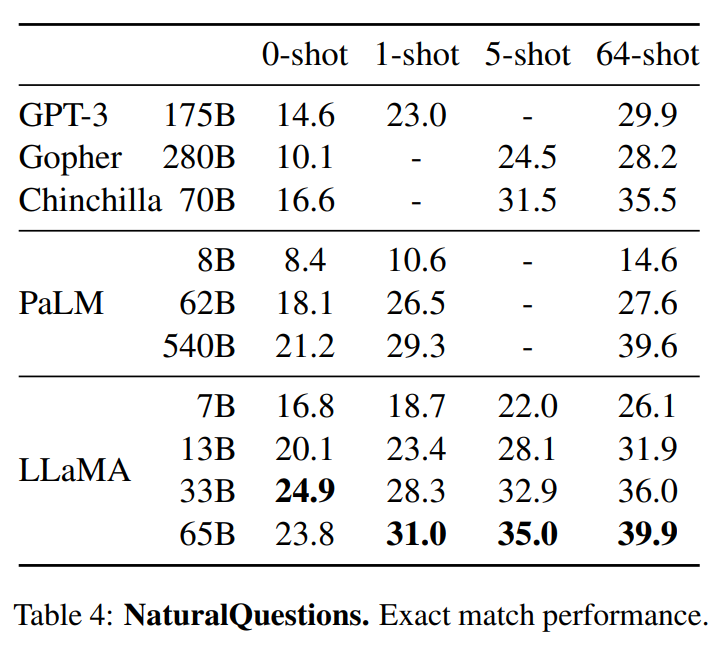 0-shot 1-shot 5-shot 64-shot
GPT-3 175B 14.6 23.0 - 29.9
Gopher 280B 10.1 - 24.5 28.2
Chinchilla 70B 16.6 - 31.5 35.5
8B 8.4 10.6 - 14.6
PaLM 62B 18.1 26.5 - 27.6
540B 21.2 29.3 - 39.6
7B 16.8 18.7 22.0 26.1
13B 20.1 23.4 28.1 31.9
LLaMA
33B 24.9 28.3 32.9 36.0
65B 23.8 31.0 35.0 39.9
Table 4: NaturalQuestions. Exact match performance.